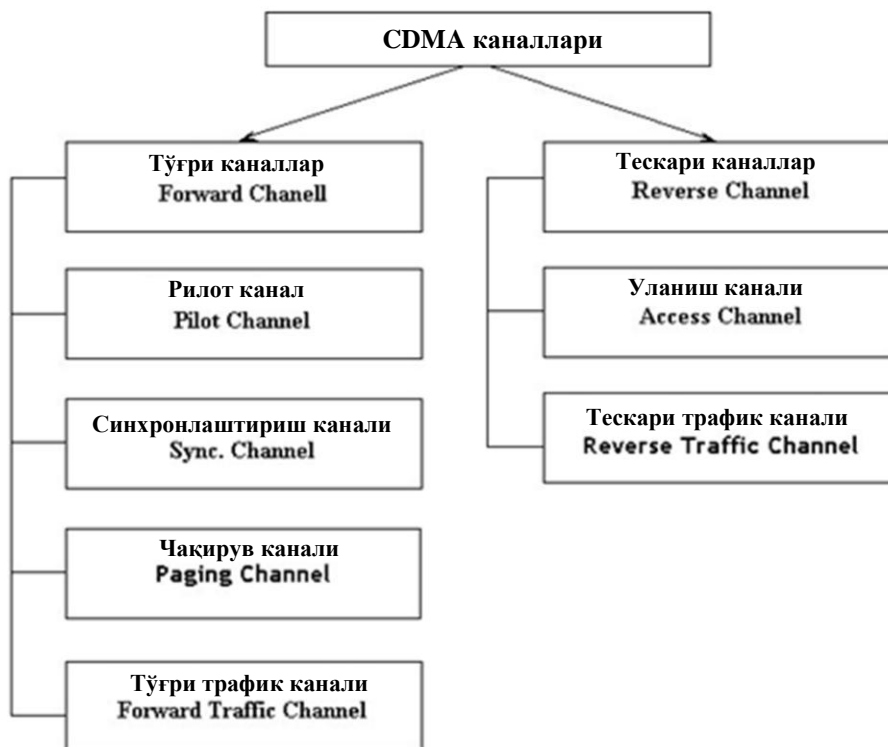 CDMA каналлари
Тўғри каналлар
Forward Chanell
Рилот канал
Pilot Channel
Синхронлаштириш канали
Sync. Channel
Чақирув канали
Paging Channel
Тўғри трафик канали
Forward Traffic Channel
Тескари каналлар
Reverse Channel
Уланиш канали
Access Channel
Тескари трафик канали
Reverse Traffic Channel